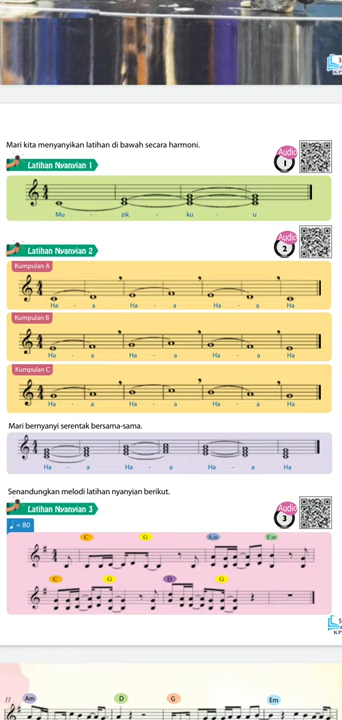 3
Mari kita menyanyikan latihan di bawah secara harmoni.
Audio
1
Latihan Nyanyian 1
Mu - zik - ku - u
Audio
2
Latihan Nyanyian 2
Kumpulan A
Ha - a Ha - a Ha - a Ha
Kumpulan B
Ha - a Ha - a Ha - a Ha
Kumpulan C
Ha - a Ha - a Ha - a Ha
Mari bernyanyi serentak bersama-sama.
Ha - a Ha - a Ha - a Ha
Senandungkan melodi latihan nyanyian berikut.
Audio
3
Latihan Nyanyian 3
= 80
C G Am Em
C G D G
5
11 Am D G Em